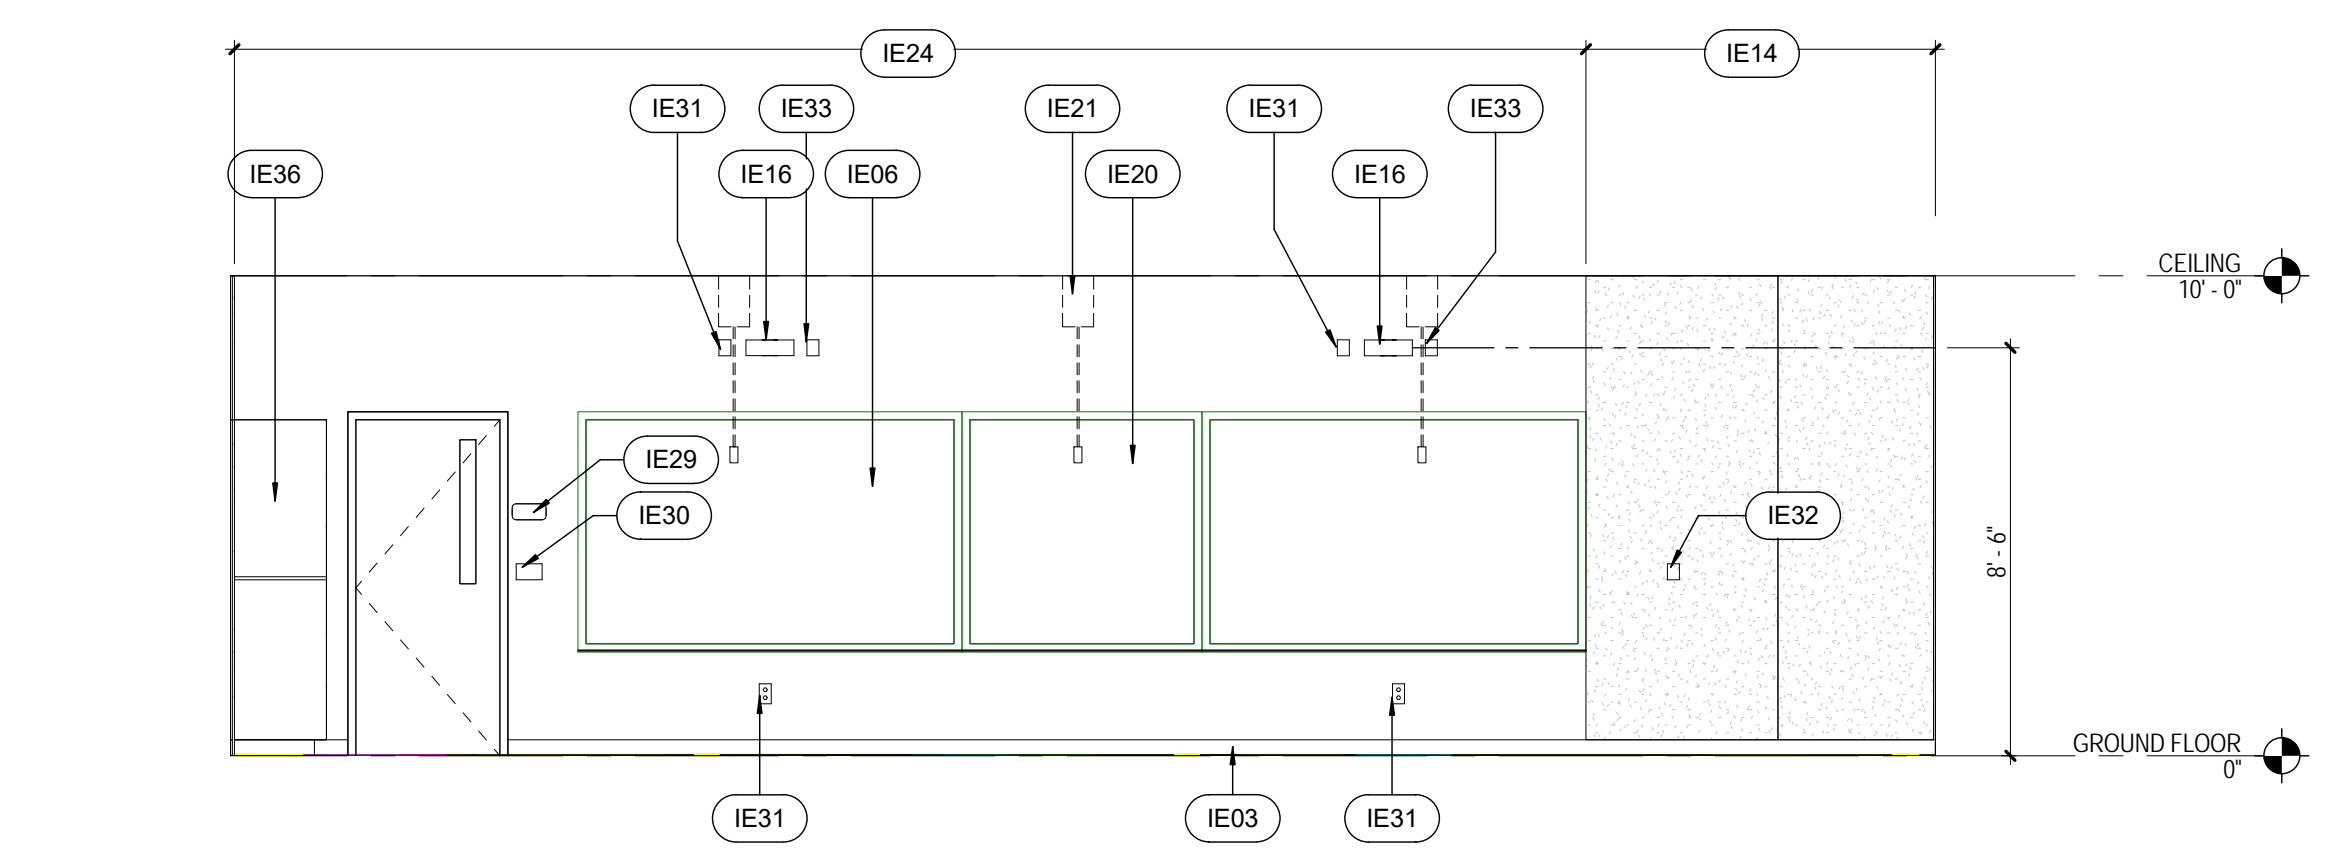 IE24
IE14
IE31
IE33
IE21
IE31
IE33
IE36
IE16
IE06
IE20
IE16
CEILING
10' - 0"
IE29
IE30
IE32
8' - 6"
GROUND FLOOR
0"
IE31
IE03
IE31